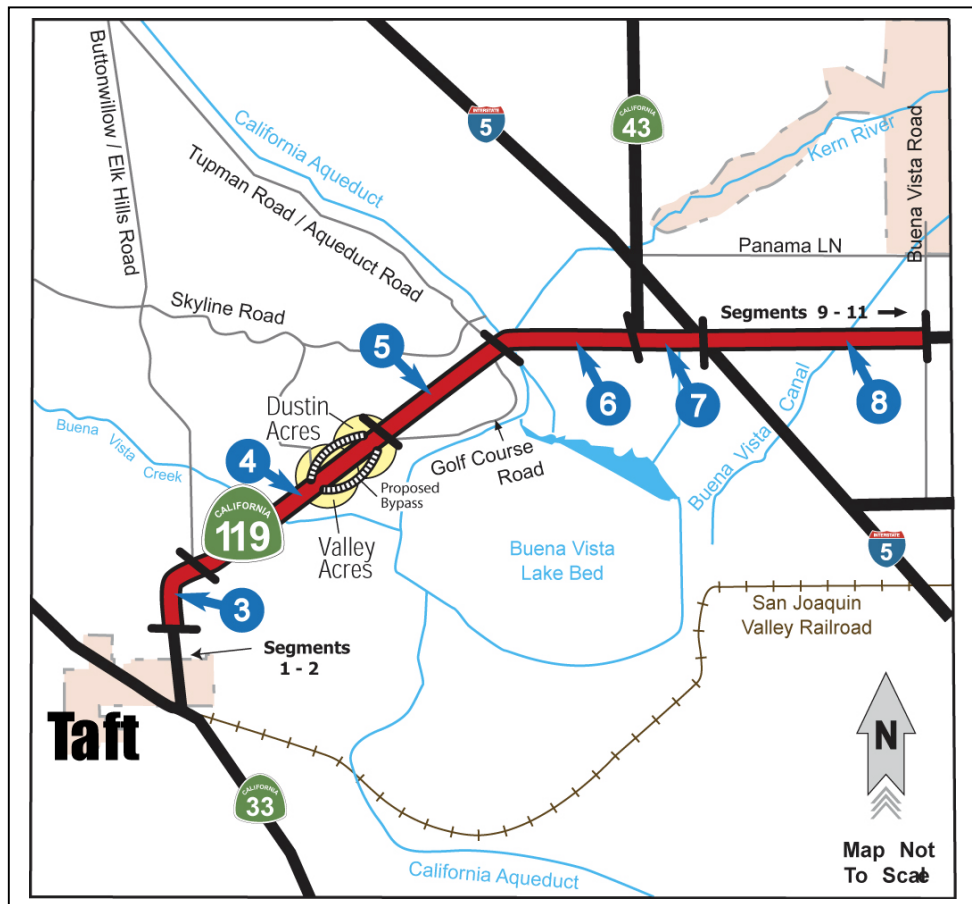 Buttonwillow / Elk Hills Road
California Aqueduct
Tupman Road / Aqueduct Road
INTERSTATE
5
CALIFORNIA
43
Kern River
Buena Vista Road
Panama LN
Skyline Road
Segments 9 - 11
5
6
7
8
Dustin
Acres
Buena
Vista
Creek
4
Golf Course
Road
Buena Vista Canal
Proposed
Bypass
CALIFORNIA
119
Valley
Acres
Buena Vista
Lake Bed
INTERSTATE
5
3
San Joaquin
Valley Railroad
Segments
1 - 2
Taft
N
CALIFORNIA
33
Map Not
To Scale
California Aqueduct